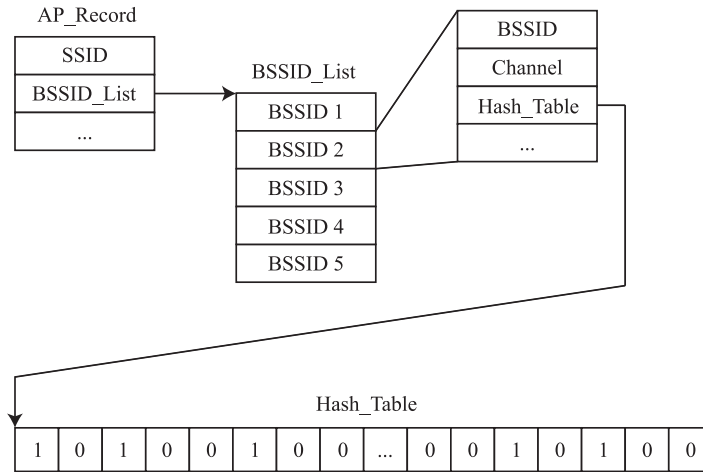 AP_Record
SSID
BSSID_List
...
BSSID_List
BSSID 1
BSSID 2
BSSID 3
BSSID 4
BSSID 5
BSSID
Channel
Hash_Table
...
Hash_Table
1 0 1 0 0 1 0 0 ... 0 0 1 0 1 0 0